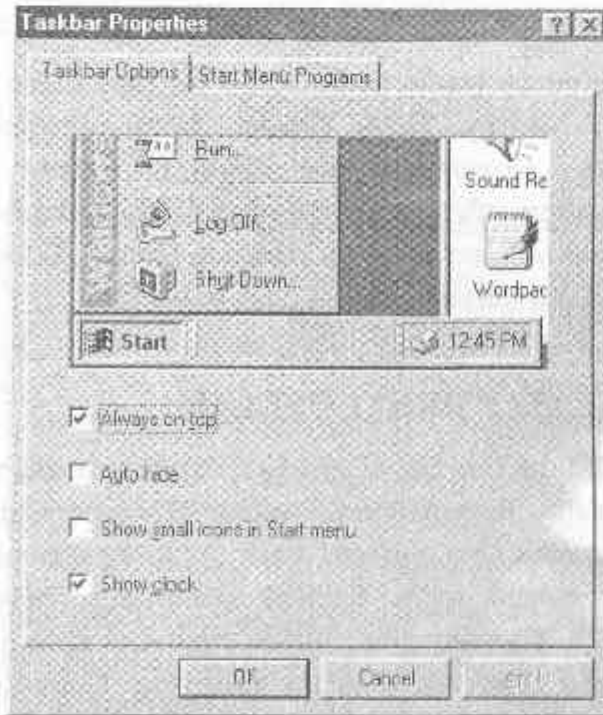 Taskbar Properties
Taskbar Options Start Menu Programs
Run...
Sound Re
Log Off...
Shut Down...
Wordpad
Start 12:45 PM
Always on top
Auto hide
Show small icons in Start menu
Show clock
OK Cancel